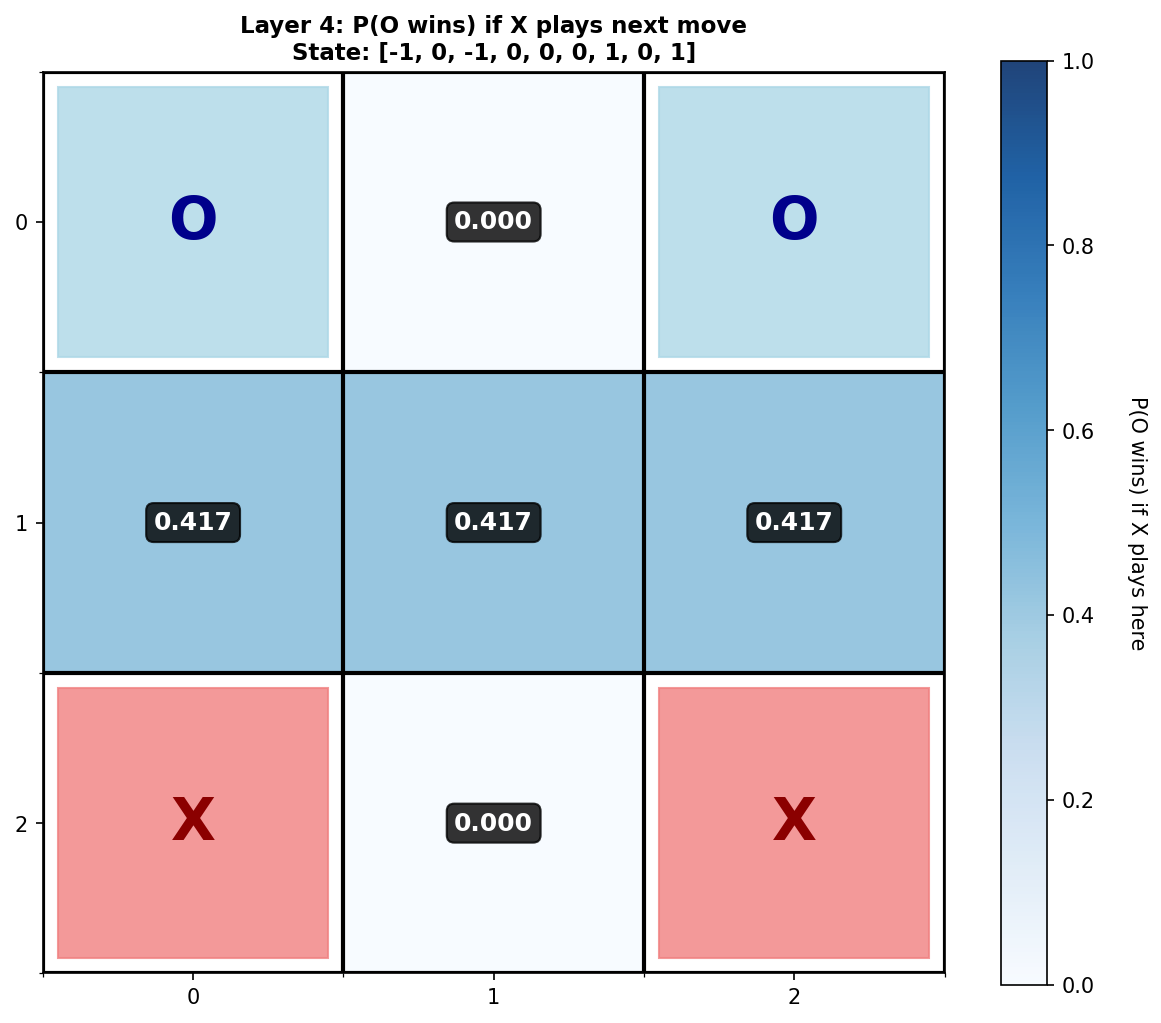 Layer 4: P(O wins) if X plays next move
State: [-1, 0, -1, 0, 0, 0, 1, 0, 1]
0
O
0.000
O
1
0.417
0.417
0.417
2
X
0.000
X
0
1
2
1.0
0.8
0.6
0.4
0.2
0.0
P(O wins) if X plays here